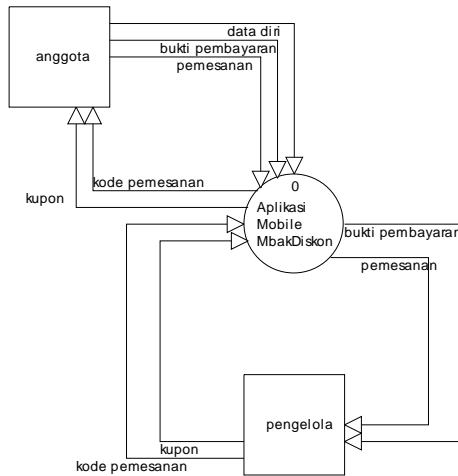 data diri
bukti pembayaran
anggota
pemesanan
kode pemesanan
kupon
0
Aplikasi
Mobile
MbakDiskon
bukti pembayaran
pemesanan
pengelola
kupon
kode pemesanan